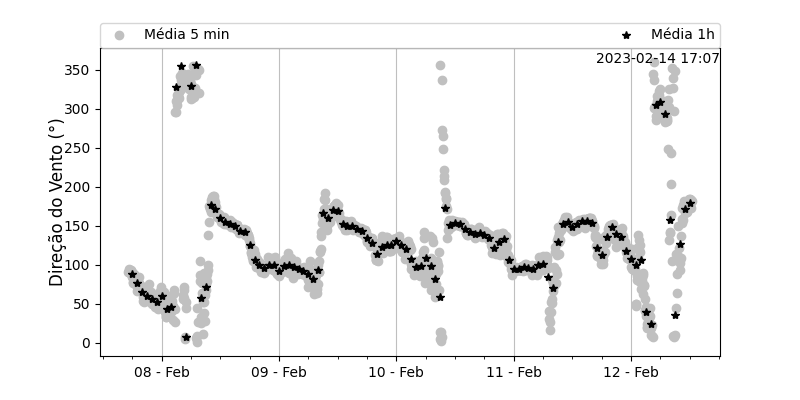 Média 5 min
Média 1h
2023-02-14 17:07
Direção do Vento (°)
350
300
250
200
150
100
50
0
08 - Feb
09 - Feb
10 - Feb
11 - Feb
12 - Feb